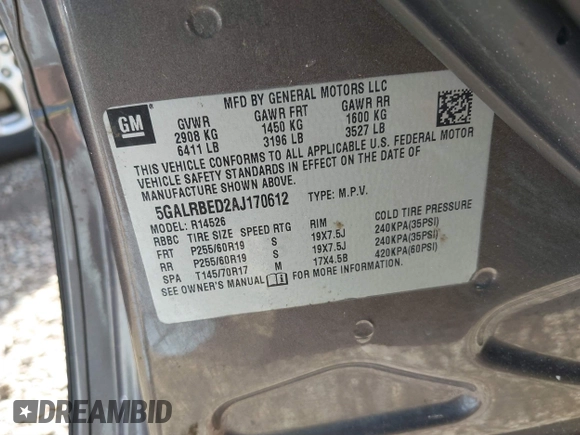 MFD BY GENERAL MOTORS LLC
GM
GVWR GAWR FRT GAWR RR
2908 KG 1450 KG 1600 KG
6411 LB 3196 LB 3527 LB
THIS VEHICLE CONFORMS TO ALL APPLICABLE U.S. FEDERAL MOTOR
VEHICLE SAFETY STANDARDS IN EFFECT ON THE DATE OF
MANUFACTURE SHOWN ABOVE.
5GALRBED2AJ170612 TYPE: M.P.V.
MODEL: R14526
RBBC TIRE SIZE SPEED RTG RIM COLD TIRE PRESSURE
FRT P255/60R19 S 19X7.5J 240KPA(35PSI)
RR P255/60R19 S 19X7.5J 240KPA(35PSI)
SPA T145/70R17 M 17X4.5B 420KPA(60PSI)
SEE OWNER'S MANUAL FOR MORE INFORMATION
DREAMBID